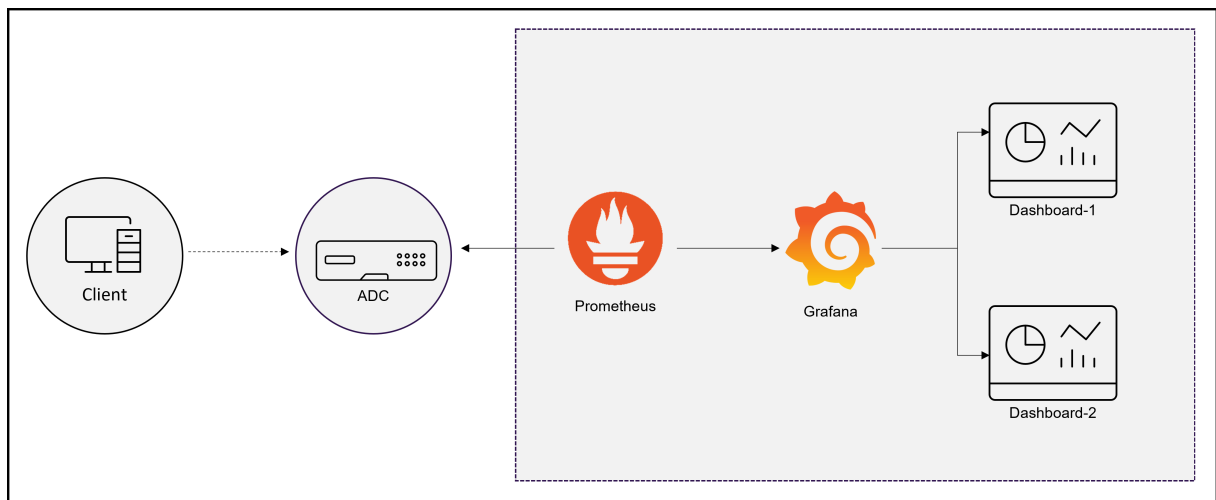 Client
ADC
Prometheus
Grafana
Dashboard-1
Dashboard-2